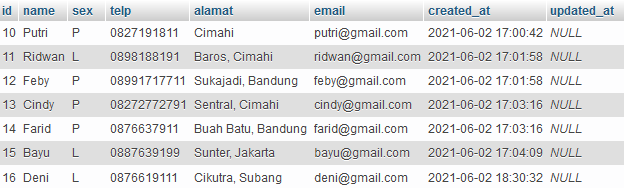 id name sex telp alamat email created_at updated_at
10 Putri P 0827191811 Cimahi putri@gmail.com 2021-06-02 17:00:42 NULL
11 Ridwan L 0898188191 Baros, Cimahi ridwan@gmail.com 2021-06-02 17:01:58 NULL
12 Feby P 08991717711 Sukajadi, Bandung feby@gmail.com 2021-06-02 17:01:58 NULL
13 Cindy P 08272772791 Sentral, Cimahi cindy@gmail.com 2021-06-02 17:03:16 NULL
14 Farid P 0876637911 Buah Batu, Bandung farid@gmail.com 2021-06-02 17:03:16 NULL
15 Bayu L 0887639199 Sunter, Jakarta bayu@gmail.com 2021-06-02 17:04:09 NULL
16 Deni L 0876619111 Cikutra, Subang deni@gmail.com 2021-06-02 18:30:32 NULL